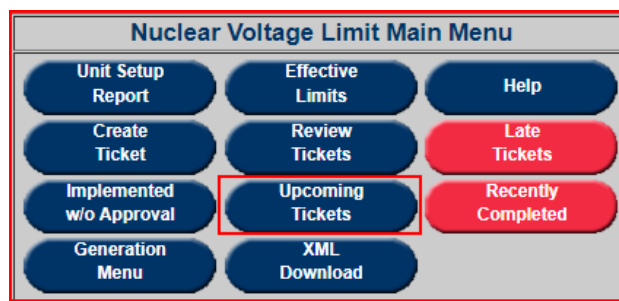 Nuclear Voltage Limit Main Menu
Unit Setup
Report
Effective
Limits
Help
Create
Ticket
Review
Tickets
Late
Tickets
Implemented
w/o Approval
Upcoming
Tickets
Recently
Completed
Generation
Menu
XML
Download